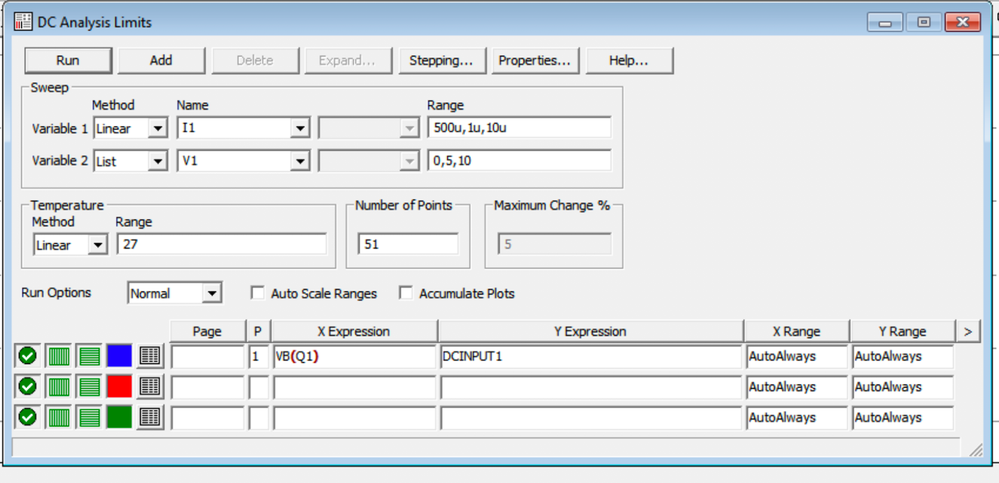 DC Analysis Limits
Run Add Delete Expand... Stepping... Properties... Help...
Sweep
Method Name Range
Variable 1 Linear I1 500u,1u,10u
Variable 2 List V1 0,5,10
Temperature Number of Points Maximum Change %
Method Range
Linear 27 51 5
Run Options Normal Auto Scale Ranges Accumulate Plots
Page P X Expression Y Expression X Range Y Range >
1 VB(Q1) DCINPUT1 AutoAlways AutoAlways
AutoAlways AutoAlways
AutoAlways AutoAlways